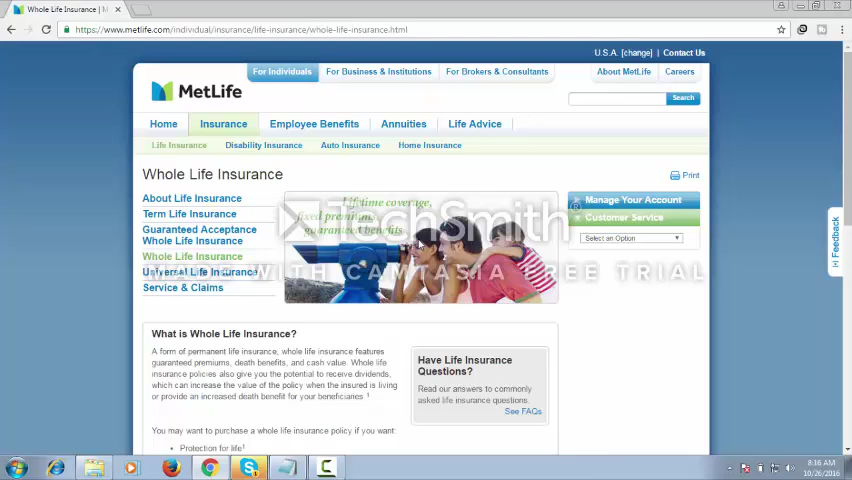 Whole Life Insurance | M
https://www.metlife.com/individual/insurance/life-insurance/whole-life-insurance.html
U.S.A. [change] | Contact Us
For Individuals
For Business & Institutions
For Brokers & Consultants
About MetLife
Careers
MetLife
Search
Home
Insurance
Employee Benefits
Annuities
Life Advice
Life Insurance
Disability Insurance
Auto Insurance
Home Insurance
Whole Life Insurance
Print
About Life Insurance
Term Life Insurance
Guaranteed Acceptance
Whole Life Insurance
Whole Life Insurance
Universal Life Insurance
Service & Claims
Lifetime coverage,
fixed premiums,
guaranteed benefits
TechSmith®
MADE WITH CAMTASIA FREE TRIAL
Manage Your Account
Customer Service
Select an Option
Feedback
What is Whole Life Insurance?
A form of permanent life insurance, whole life insurance features
guaranteed premiums, death benefits, and cash value. Whole life
insurance policies also give you the potential to receive dividends,
which can increase the value of the policy when the insured is living
or provide an increased death benefit for your beneficiaries 1
You may want to purchase a whole life insurance policy if you want:
• Protection for life1
Have Life Insurance
Questions?
Read our answers to commonly
asked life insurance questions.
See FAQs
8:16 AM
10/26/2016